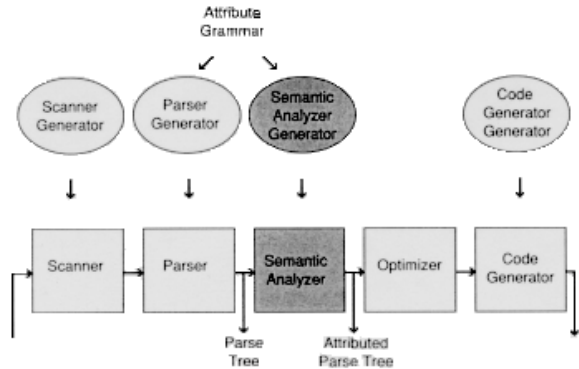 Attribute
Grammar
Scanner
Generator
Parser
Generator
Semantic
Analyzer
Generator
Code
Generator
Generator
Scanner
Parser
Semantic
Analyzer
Optimizer
Code
Generator
Parse
Tree
Attributed
Parse Tree